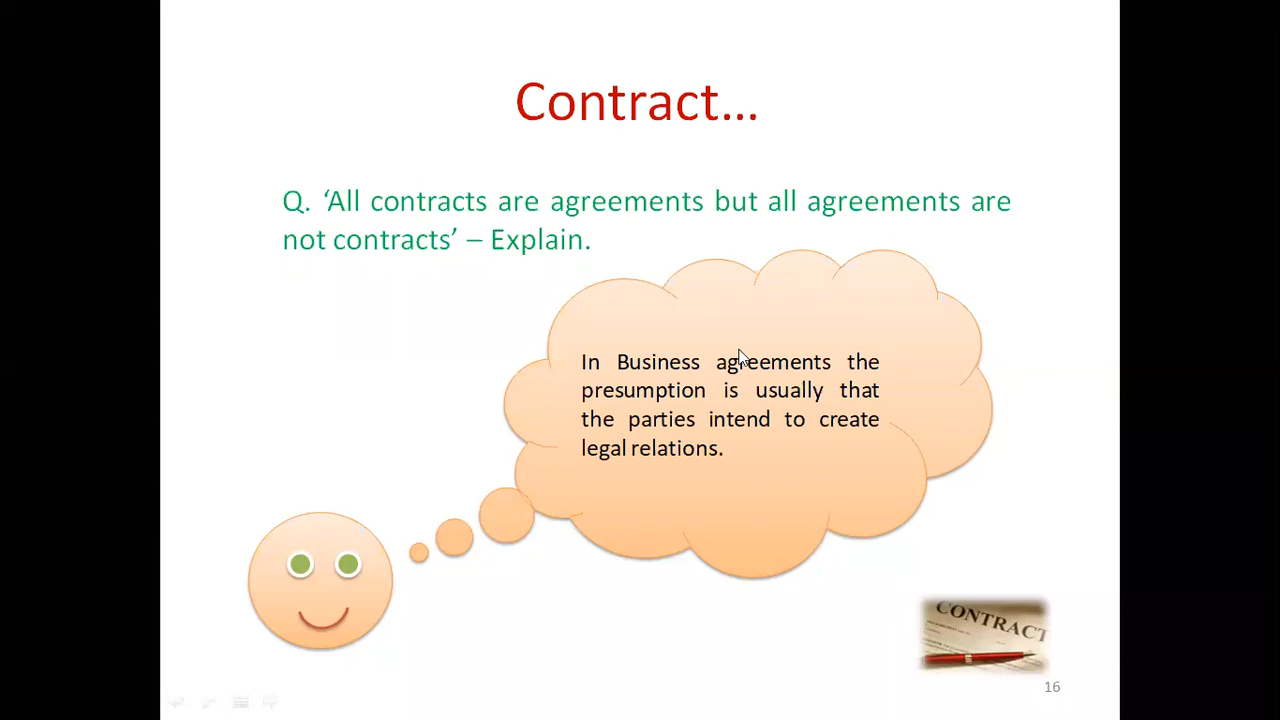 Contract...
Q. ‘All contracts are agreements but all agreements are
not contracts’ – Explain.
In Business agreements the
presumption is usually that
the parties intend to create
legal relations.
CONTRACT
16